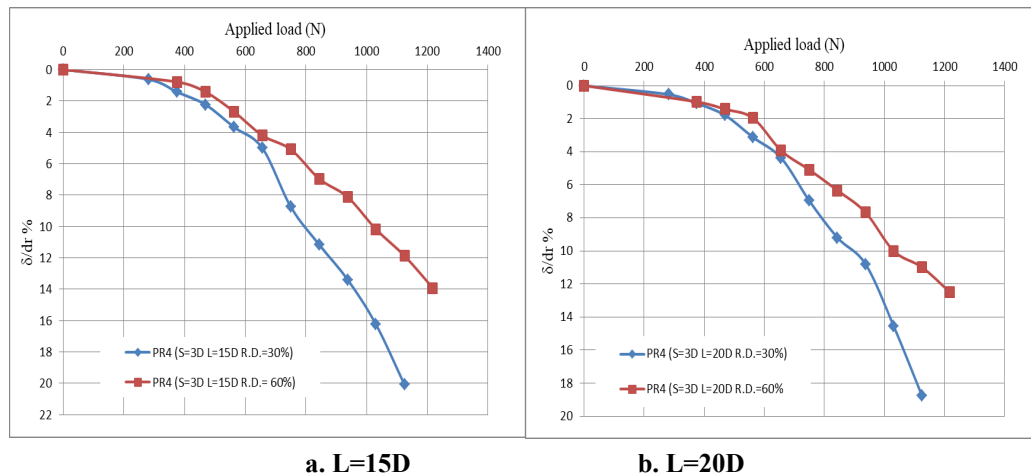 Applied load (N)
0 200 400 600 800 1000 1200 1400
0
2
4
6
8
10
12
14
16
18
20
22
δ/dr %
PR4 (S=3D L=15D R.D.=30%)
PR4 (S=3D L=15D R.D.= 60%)
a. L=15D
Applied load (N)
0 200 400 600 800 1000 1200 1400
0
2
4
6
8
10
12
14
16
18
20
δ/dr %
PR4 (S=3D L=20D R.D.=30%)
PR4 (S=3D L=20D R.D.=60%
b. L=20D